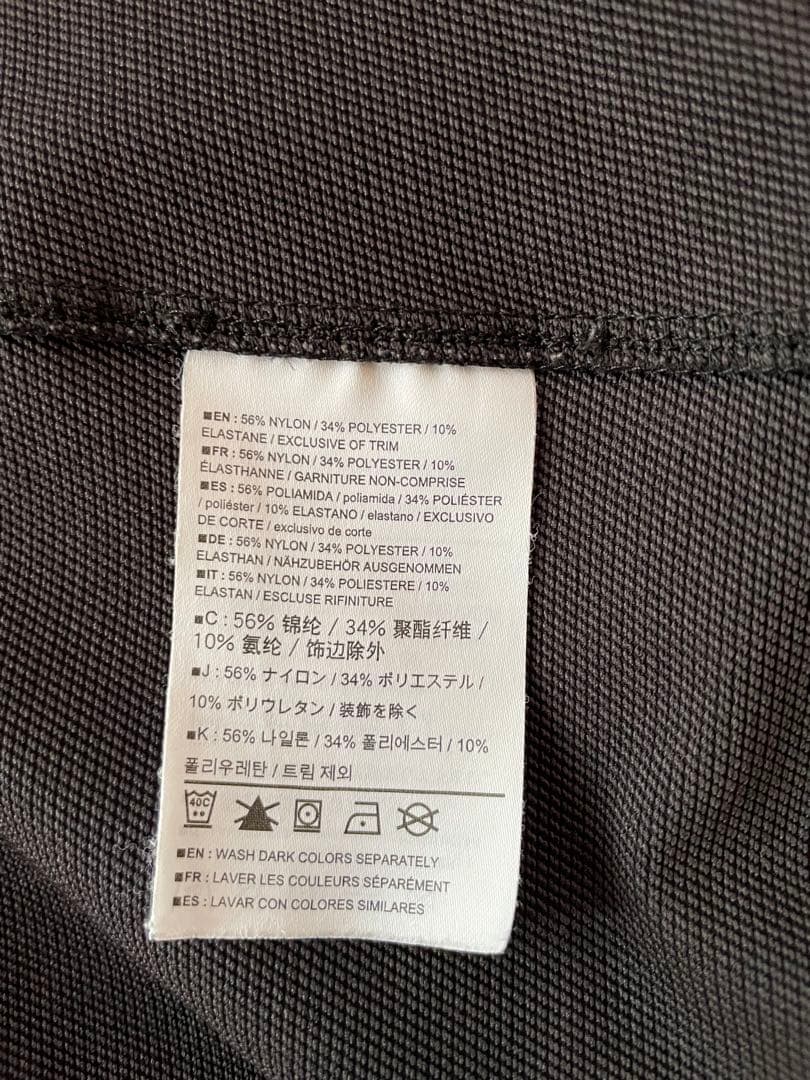 ■EN : 56% NYLON / 34% POLYESTER / 10%
ELASTANE / EXCLUSIVE OF TRIM
■FR : 56% NYLON / 34% POLYESTER / 10%
ÉLASTHANNE / GARNITURE NON-COMPRISE
■ES : 56% POLIAMIDA / poliamida / 34% POLIÉSTER
/ poliéster / 10% ELASTANO / elastano / EXCLUSIVO
DE CORTE / exclusivo de corte
■DE : 56% NYLON / 34% POLYESTER / 10%
ELASTHAN / NÄHZUBEHÖR AUSGENOMMEN
■IT : 56% NYLON / 34% POLIESTERE / 10%
ELASTAN / ESCLUSE RIFINITURE
■C : 56% 锦纶 / 34% 聚酯纤维 /
10% 氨纶 / 饰边除外
■J : 56% ナイロン / 34% ポリエステル /
10% ポリウレタン / 装飾を除く
■K : 56% 나일론 / 34% 폴리에스터 / 10%
폴리우레탄 / 트림 제외
40C
■EN : WASH DARK COLORS SEPARATELY
■FR : LAVER LES COULEURS SÉPARÉMENT
■ES : LAVAR CON COLORES SIMILARES